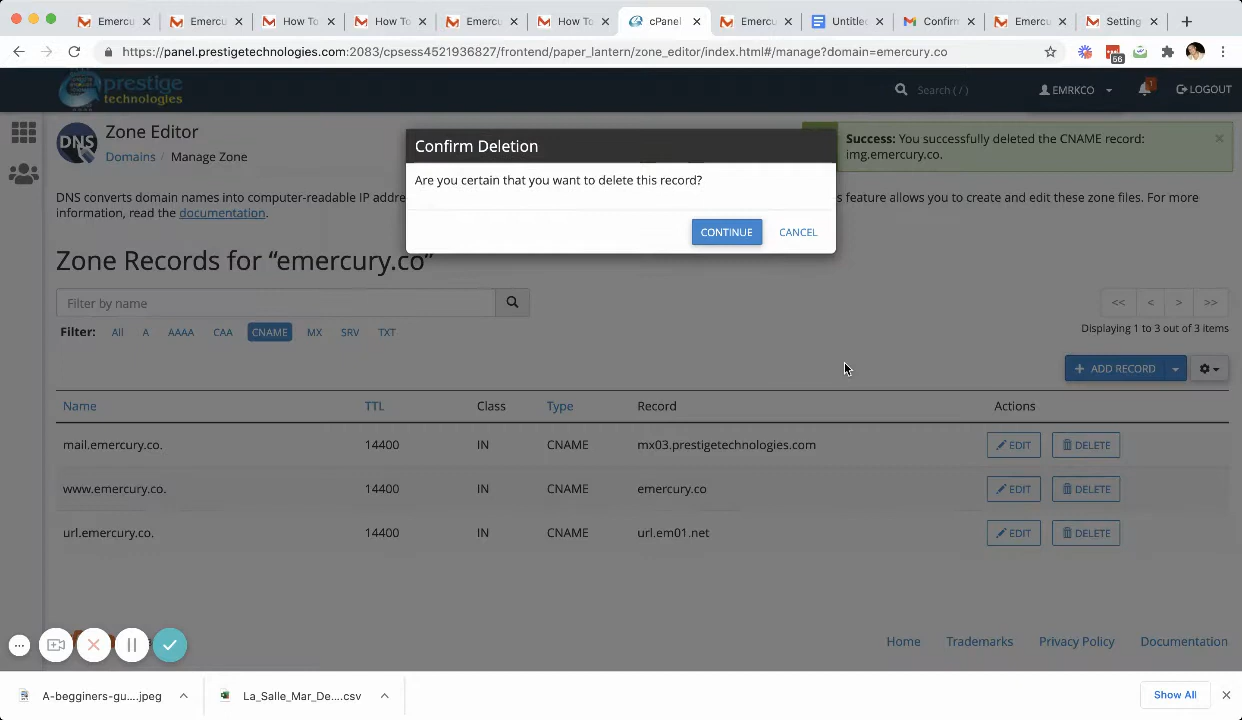 Emercu
Emercu
How To
How To
Emercu
How To
cPanel
Emercu
Untitle
Confirm
Emercu
Setting
https://panel.prestigetechnologies.com:2083/cpsess4521936827/frontend/paper_lantern/zone_editor/index.html#/manage?domain=emercury.co
56
prestige
technologies
Search ( / )
EMRKCO
1
LOGOUT
DNS
Zone Editor
Domains / Manage Zone
Confirm Deletion
Are you certain that you want to delete this record?
CONTINUE
CANCEL
Success: You successfully deleted the CNAME record:
img.emercury.co.
DNS converts domain names into computer-readable IP addre
s feature allows you to create and edit these zone files. For more
information, read the documentation.
Zone Records for “emercury.co”
Filter by name
<< < > >>
Filter: All A AAAA CAA CNAME MX SRV TXT
Displaying 1 to 3 out of 3 items
+ ADD RECORD
Name TTL Class Type Record Actions
mail.emercury.co. 14400 IN CNAME mx03.prestigetechnologies.com EDIT DELETE
www.emercury.co. 14400 IN CNAME emercury.co EDIT DELETE
url.emercury.co. 14400 IN CNAME url.em01.net EDIT DELETE
Home Trademarks Privacy Policy Documentation
A-begginers-gu....jpeg
La_Salle_Mar_De....csv
Show All